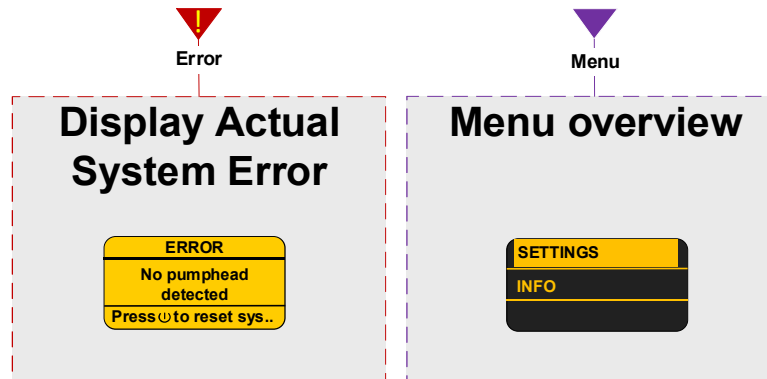 !
Error
Display Actual
System Error
ERROR
No pumphead
detected
Press⏻to reset sys..
Menu
Menu overview
SETTINGS
INFO